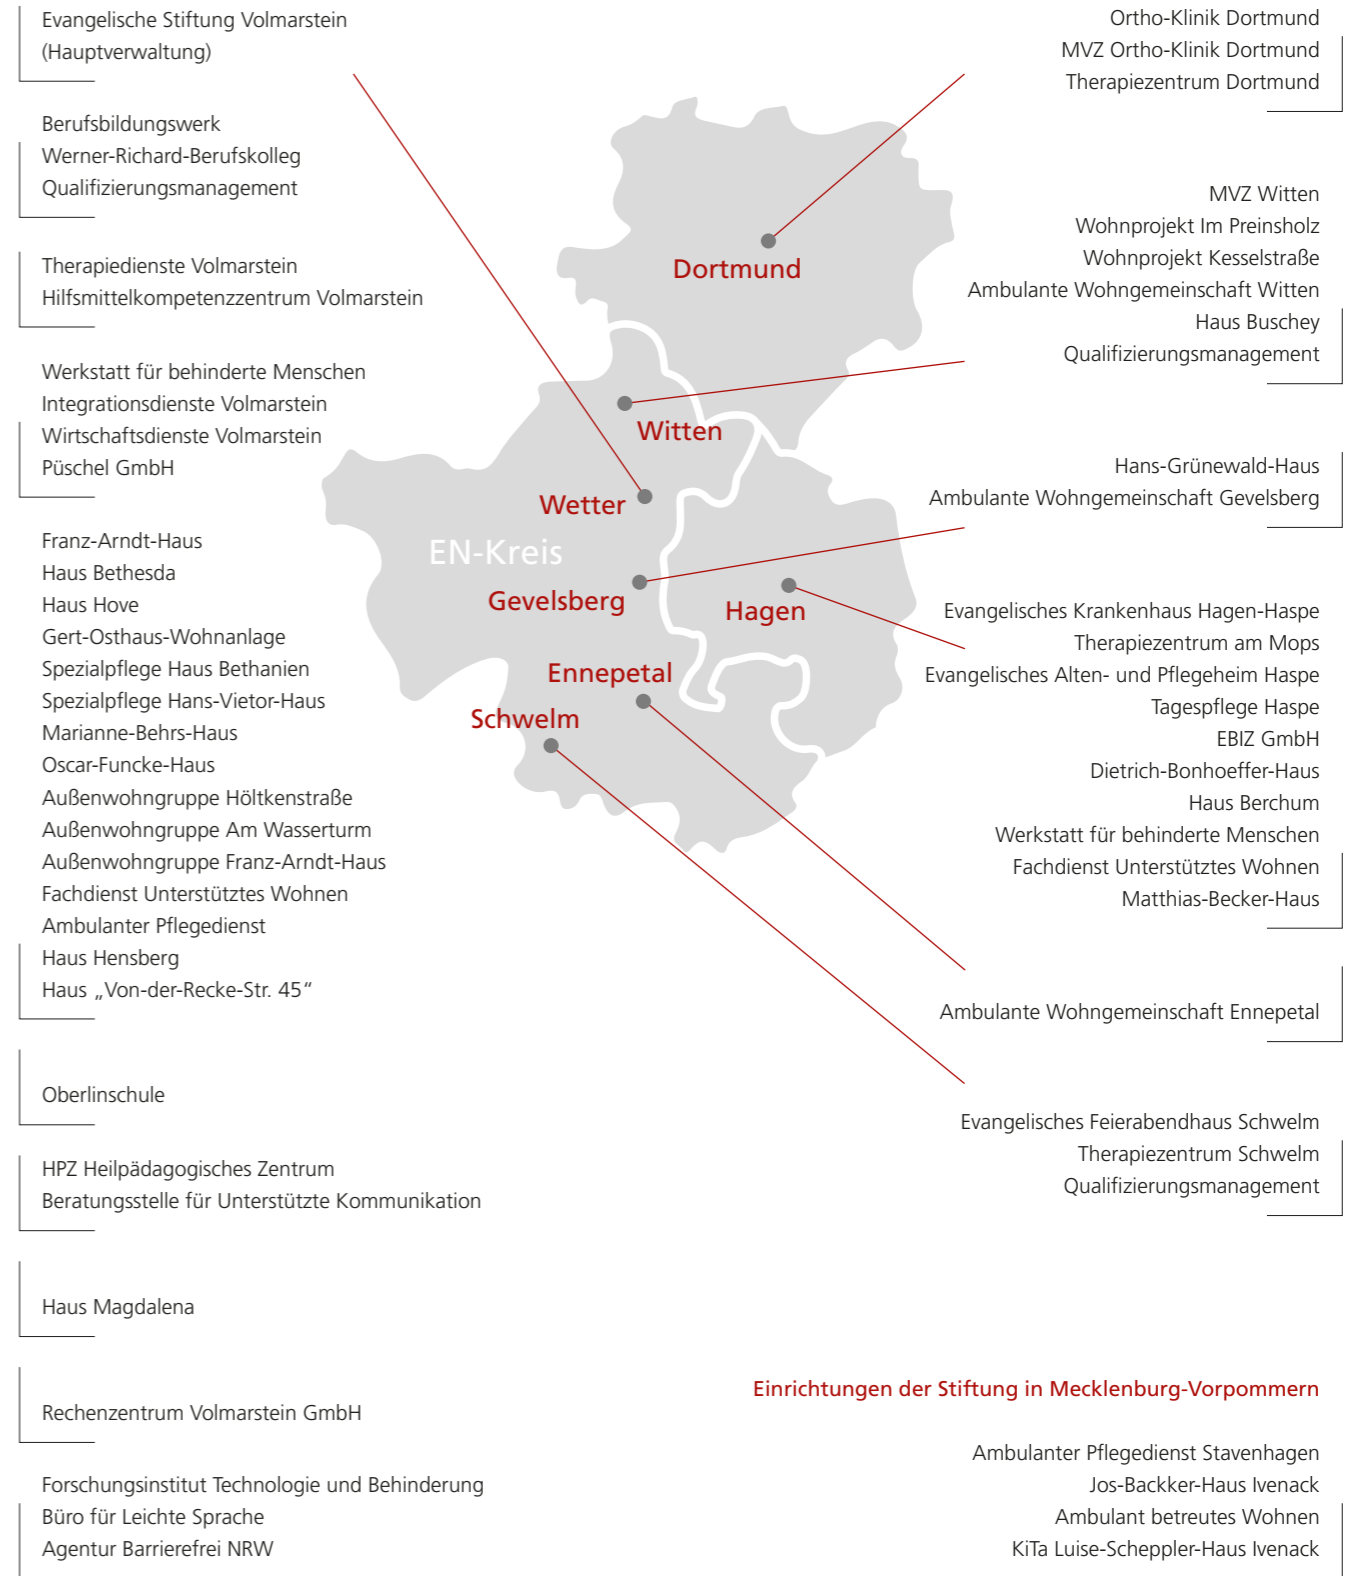 Evangelische Stiftung Volmarstein
(Hauptverwaltung)
Berufsbildungswerk
Werner-Richard-Berufskolleg
Qualifizierungsmanagement
Therapiedienste Volmarstein
Hilfsmittelkompetenzzentrum Volmarstein
Werkstatt für behinderte Menschen
Integrationsdienste Volmarstein
Wirtschaftsdienste Volmarstein
Püschel GmbH
Franz-Arndt-Haus
Haus Bethesda
Haus Hove
Gert-Osthaus-Wohnanlage
Spezialpflege Haus Bethanien
Spezialpflege Hans-Vietor-Haus
Marianne-Behrs-Haus
Oscar-Funcke-Haus
Außenwohngruppe Höltkenstraße
Außenwohngruppe Am Wasserturm
Außenwohngruppe Franz-Arndt-Haus
Fachdienst Unterstütztes Wohnen
Ambulanter Pflegedienst
Haus Hensberg
Haus „Von-der-Recke-Str. 45“
Oberlinschule
HPZ Heilpädagogisches Zentrum
Beratungsstelle für Unterstützte Kommunikation
Haus Magdalena
Rechenzentrum Volmarstein GmbH
Forschungsinstitut Technologie und Behinderung
Büro für Leichte Sprache
Agentur Barrierefrei NRW
Dortmund
Witten
Wetter
EN-Kreis
Gevelsberg
Hagen
Ennepetal
Schwelm
Ortho-Klinik Dortmund
MVZ Ortho-Klinik Dortmund
Therapiezentrum Dortmund
MVZ Witten
Wohnprojekt Im Preinsholz
Wohnprojekt Kesselstraße
Ambulante Wohngemeinschaft Witten
Haus Buschey
Qualifizierungsmanagement
Hans-Grünewald-Haus
Ambulante Wohngemeinschaft Gevelsberg
Evangelisches Krankenhaus Hagen-Haspe
Therapiezentrum am Mops
Evangelisches Alten- und Pflegeheim Haspe
Tagespflege Haspe
EBIZ GmbH
Dietrich-Bonhoeffer-Haus
Haus Berchum
Werkstatt für behinderte Menschen
Fachdienst Unterstütztes Wohnen
Matthias-Becker-Haus
Ambulante Wohngemeinschaft Ennepetal
Evangelisches Feierabendhaus Schwelm
Therapiezentrum Schwelm
Qualifizierungsmanagement
Einrichtungen der Stiftung in Mecklenburg-Vorpommern
Ambulanter Pflegedienst Stavenhagen
Jos-Backker-Haus Ivenack
Ambulant betreutes Wohnen
KiTa Luise-Scheppler-Haus Ivenack